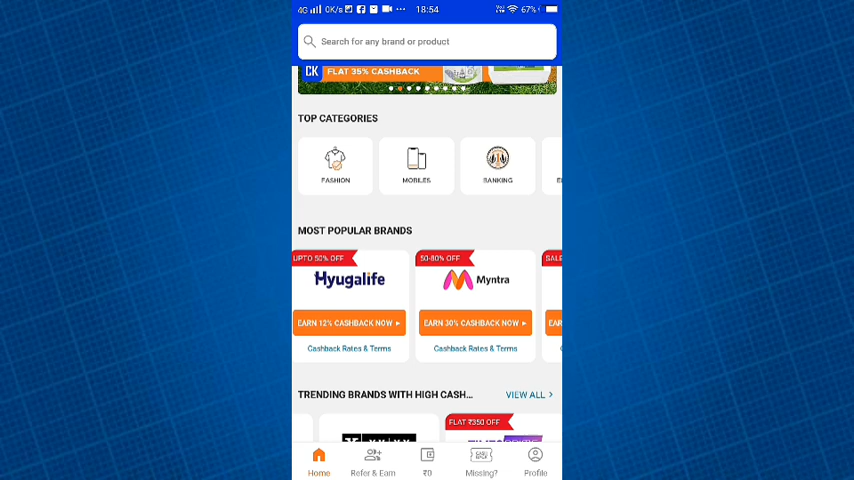 4G 0K/s 18:54 67%
Search for any brand or product
CK FLAT 35% CASHBACK
TOP CATEGORIES
FASHION MOBILES BANKING
MOST POPULAR BRANDS
UPTO 50% OFF 50-80% OFF SALE
Hyugalife Myntra
EARN 12% CASHBACK NOW ► EARN 30% CASHBACK NOW ► EAR
Cashback Rates & Terms Cashback Rates & Terms
TRENDING BRANDS WITH HIGH CASH... VIEW ALL >
FLAT ₹350 OFF
Home Refer & Earn ₹0 Missing? Profile